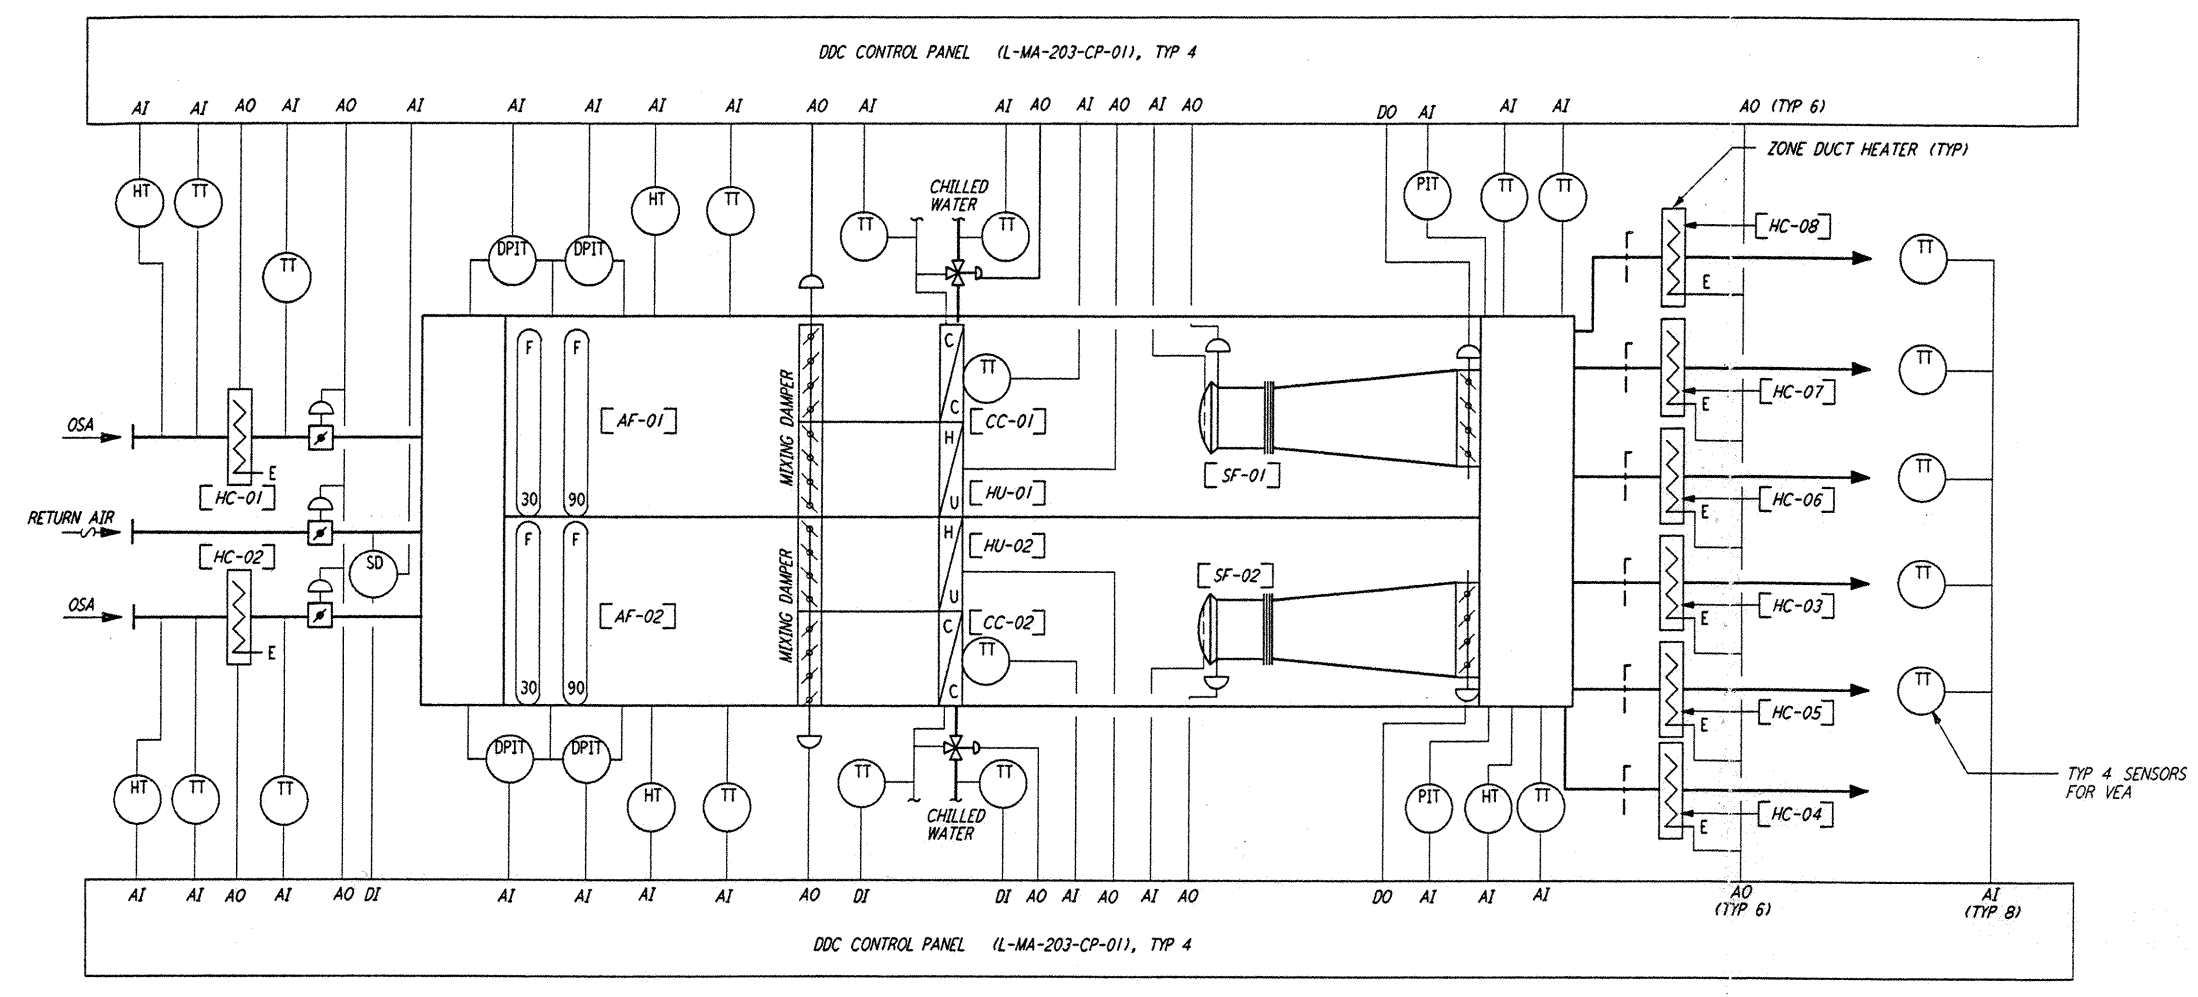 DDC CONTROL PANEL (L-MA-203-CP-01), TYP 4
AI AI AO AI AO AI AI AI AI AI AO AI AI AO AI AO AI AO DO AI AI AI AO (TYP 6)
ZONE DUCT HEATER (TYP)
HT TT HT TT PIT TT TT
CHILLED
WATER
TT TT
[HC-08]
DPIT DPIT
TT
TT
E
F F
C
TT
TT
MIXING DAMPER
[HC-07]
E
OSA
[AF-01]
C
[CC-01]
H
E
[HC-01]
[SF-01]
TT
30 90
U
[HU-01]
[HC-06]
E
RETURN AIR
[HC-02]
F F
H
[HU-02]
SD
[SF-02]
TT
OSA
MIXING DAMPER
U
[HC-03]
E
[AF-02]
C
[CC-02]
E
TT
TT
30 90
C
[HC-05]
E
DPIT DPIT
TT TT
TYP 4 SENSORS
FOR VEA
HT TT TT HT TT PIT HT TT
CHILLED
WATER
[HC-04]
E
AI AI AO AI AO DI AI AI AI AI AO DI DI AO AI AO AI AO DO AI AI AI AO AI
(TYP 6) (TYP 8)
DDC CONTROL PANEL (L-MA-203-CP-01), TYP 4